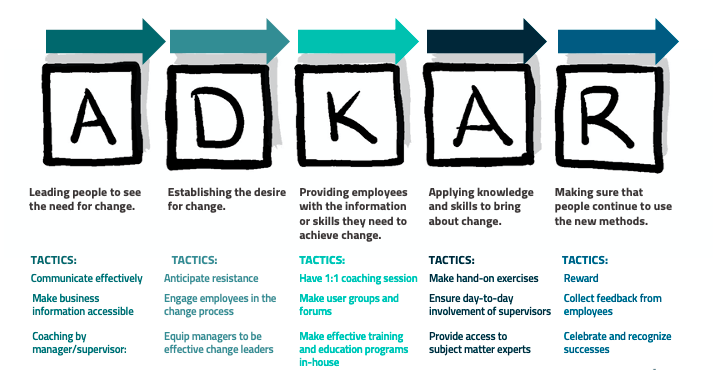 A D K A R
Leading people to see
the need for change.
Establishing the desire
for change.
Providing employees
with the information
or skills they need to
achieve change.
Applying knowledge
and skills to bring
about change.
Making sure that
people continue to use
the new methods.
TACTICS:
Communicate effectively
Make business
information accessible
Coaching by
manager/supervisor:
TACTICS:
Anticipate resistance
Engage employees in the
change process
Equip managers to be
effective change leaders
TACTICS:
Have 1:1 coaching session
Make user groups and
forums
Make effective training
and education programs
in-house
TACTICS:
Make hand-on exercises
Ensure day-to-day
involvement of supervisors
Provide access to
subject matter experts
TACTICS:
Reward
Collect feedback from
employees
Celebrate and recognize
successes